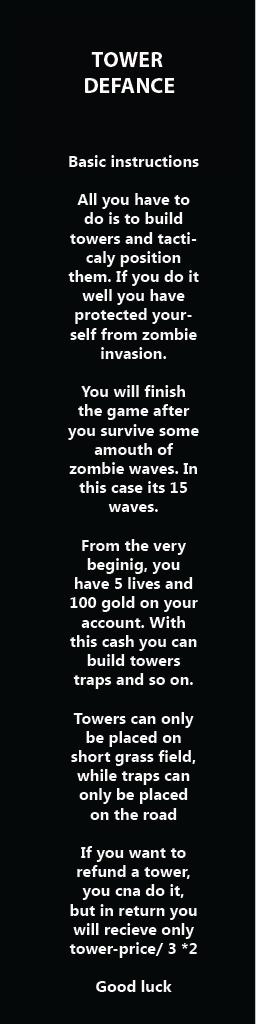 TOWER
DEFANCE
Basic instructions
All you have to
do is to build
towers and tacti-
caly position
them. If you do it
well you have
protected your-
self from zombie
invasion.
You will finish
the game after
you survive some
amouth of
zombie waves. In
this case its 15
waves.
From the very
beginig, you
have 5 lives and
100 gold on your
account. With
this cash you can
build towers
traps and so on.
Towers can only
be placed on
short grass field,
while traps can
only be placed
on the road
If you want to
refund a tower,
you cna do it,
but in return you
will recieve only
tower-price/ 3 *2
Good luck